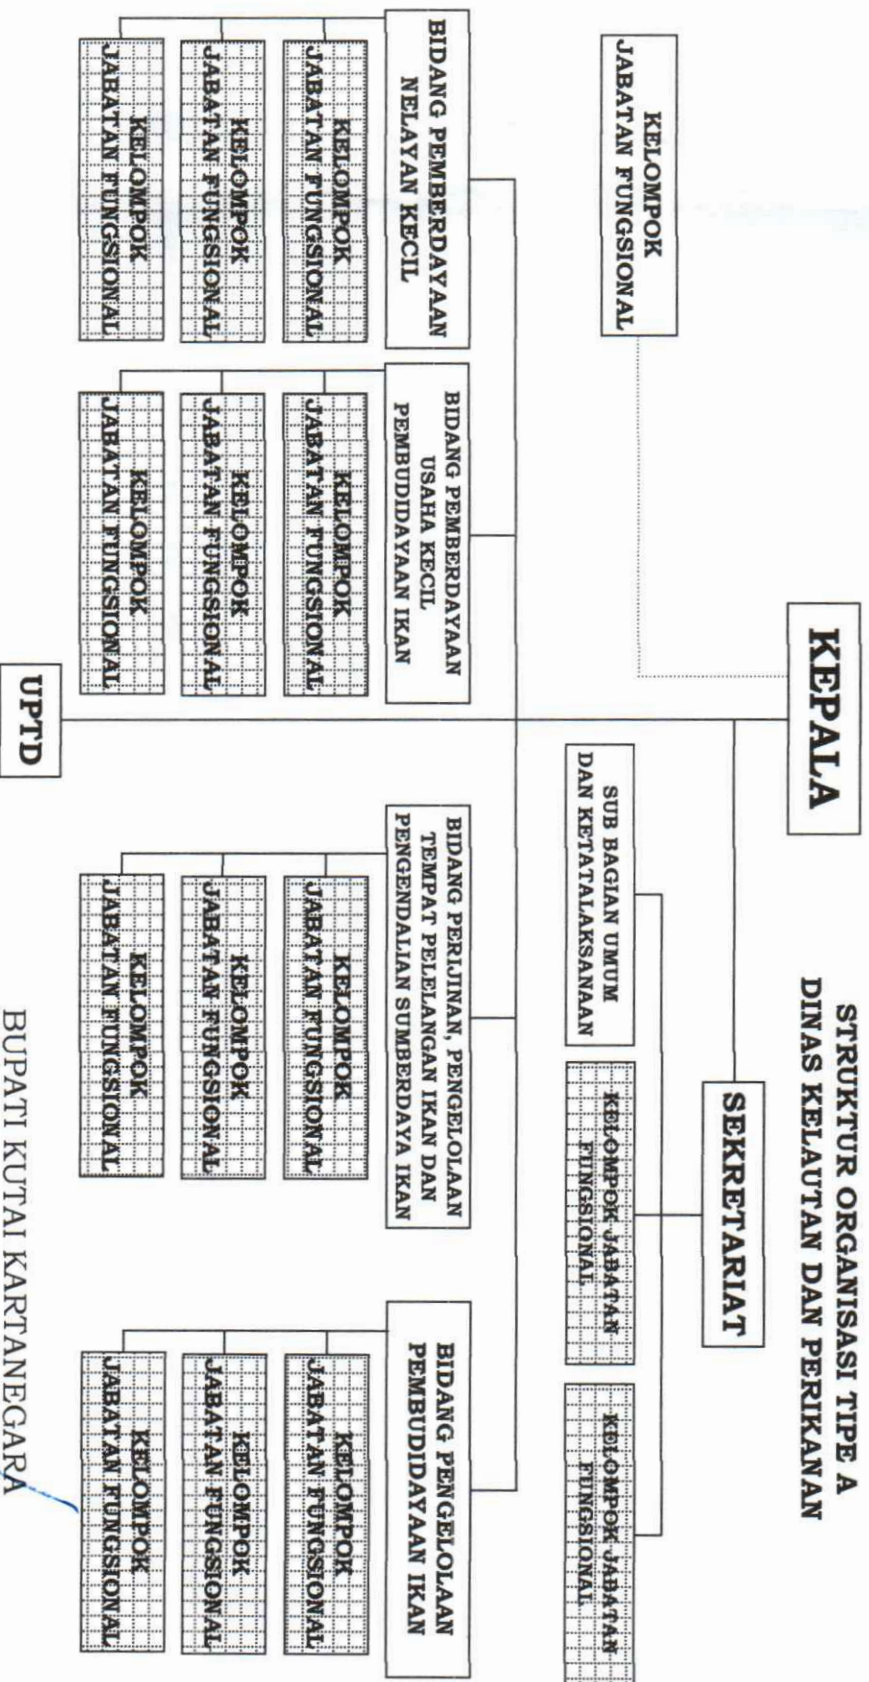 STRUKTUR ORGANISASI TIPE A
DINAS KELAUTAN DAN PERIKANAN
KEPALA
SEKRETARIAT
KELOMPOK
JABATAN FUNGSIONAL
SUB BAGIAN UMUM
DAN KETATALAKSANAAN
KELOMPOK JABATAN
FUNGSIONAL
KELOMPOK JABATAN
FUNGSIONAL
BIDANG PEMBERDAYAAN
NELAYAN KECIL
KELOMPOK
JABATAN FUNGSIONAL
KELOMPOK
JABATAN FUNGSIONAL
KELOMPOK
JABATAN FUNGSIONAL
BIDANG PEMBERDAYAAN
USAHA KECIL
PEMBUDIDAYAAN IKAN
KELOMPOK
JABATAN FUNGSIONAL
KELOMPOK
JABATAN FUNGSIONAL
KELOMPOK
JABATAN FUNGSIONAL
BIDANG PERIJINAN, PENGELOLAAN
TEMPAT PELELANGAN IKAN DAN
PENGENDALIAN SUMBERDAYA IKAN
KELOMPOK
JABATAN FUNGSIONAL
KELOMPOK
JABATAN FUNGSIONAL
KELOMPOK
JABATAN FUNGSIONAL
BIDANG PENGELOLAAN
PEMBUDIDAYAAN IKAN
KELOMPOK
JABATAN FUNGSIONAL
KELOMPOK
JABATAN FUNGSIONAL
KELOMPOK
JABATAN FUNGSIONAL
UPTD
BUPATI KUTAI KARTANEGARA